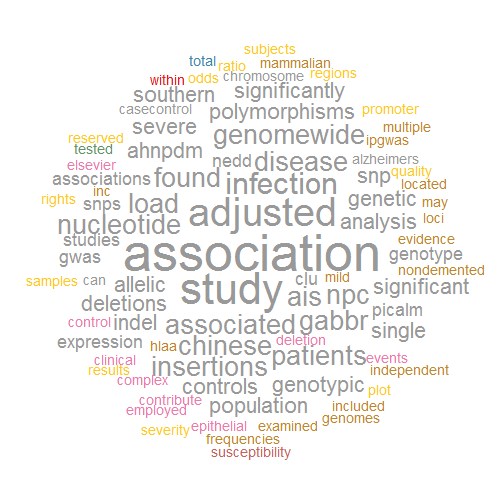 subjects
total ratio mammalian
within odds chromosome regions
southern significantly
casecontrol polymorphisms promoter
reserved severe genomewide multiple
tested ahnpdm ipgwas
elsevier nedd disease alzheimers
associations found infection snp quality
inc located
rights snps load adjusted genetic may
nucleotide analysis loci
studies evidence
gwas association genotype
nondemented
samples can allelic study clu mild significant
deletions ais npc picalm
control indel associated gabbr single
expression hlaa chinese deletion patients events
clinical
results insertions independent
complex controls genotypic plot
contribute population included
employed genomes
severity epithelial examined
frequencies
susceptibility